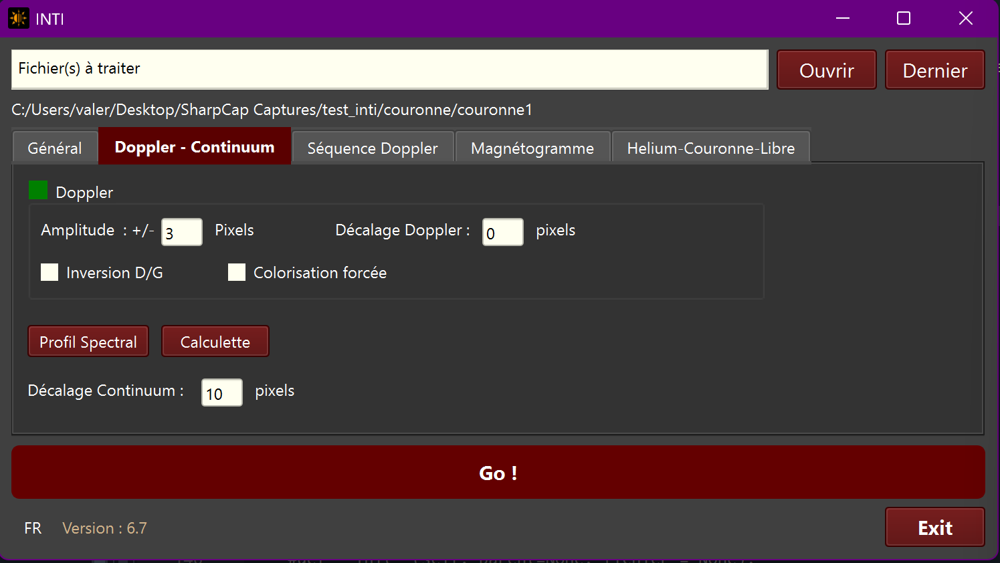 INTI
Fichier(s) à traiter
Ouvrir
Dernier
C:/Users/valer/Desktop/SharpCap Captures/test_inti/couronne/couronne1
Général
Doppler - Continuum
Séquence Doppler
Magnétogramme
Helium-Couronne-Libre
Doppler
Amplitude : +/- 3 Pixels
Décalage Doppler : 0 pixels
Inversion D/G
Colorisation forcée
Profil Spectral
Calculette
Décalage Continuum : 10 pixels
Go !
FR
Version : 6.7
Exit